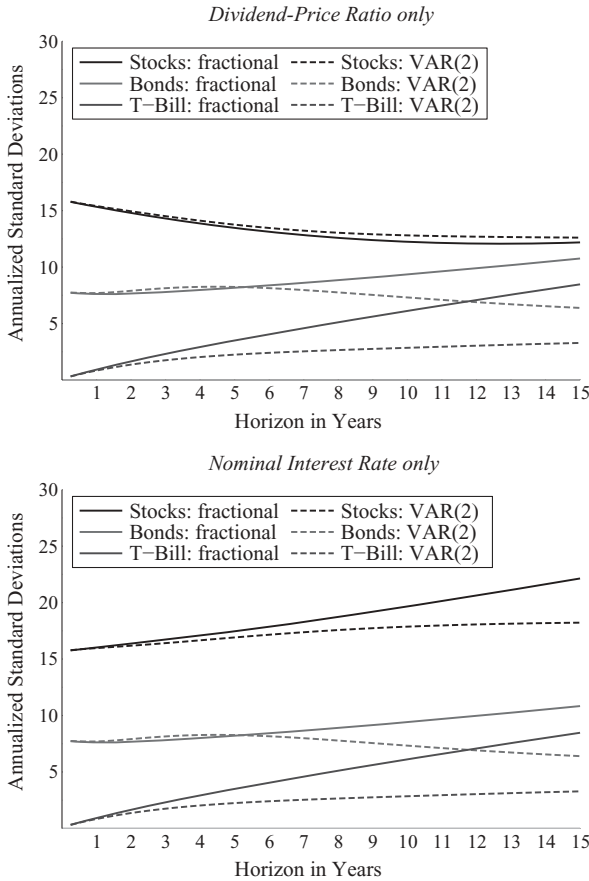 Dividend-Price Ratio only
30
25
20
15
10
5
Annualized Standard Deviations
Stocks: fractional
Bonds: fractional
T−Bill: fractional
Stocks: VAR(2)
Bonds: VAR(2)
T−Bill: VAR(2)
1 2 3 4 5 6 7 8 9 10 11 12 13 14 15
Horizon in Years
Nominal Interest Rate only
30
25
20
15
10
5
Annualized Standard Deviations
Stocks: fractional
Bonds: fractional
T−Bill: fractional
Stocks: VAR(2)
Bonds: VAR(2)
T−Bill: VAR(2)
1 2 3 4 5 6 7 8 9 10 11 12 13 14 15
Horizon in Years